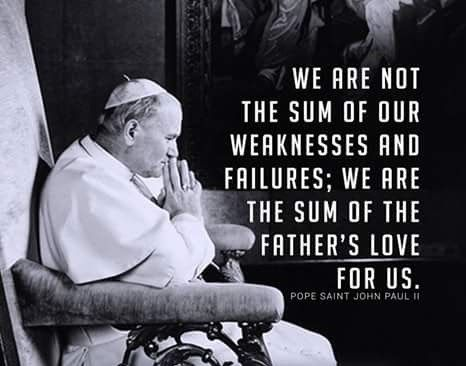 WE ARE NOT
THE SUM OF OUR
WEAKNESSES AND
FAILURES; WE ARE
THE SUM OF THE
FATHER'S LOVE
FOR US.
POPE SAINT JOHN PAUL II